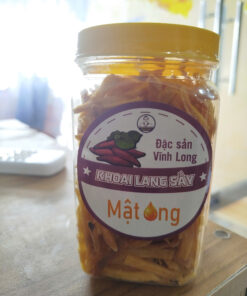 Đặc sản
Vĩnh Long
KHOAI LANG SẤY
Mật ong